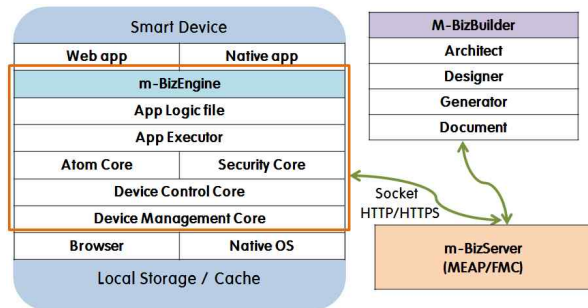 Smart Device
Web app Native app
m-BizEngine
App Logic file
App Executor
Atom Core Security Core
Device Control Core
Device Management Core
Browser Native OS
Local Storage / Cache
Socket
HTTP/HTTPS
M-BizBuilder
Architect
Designer
Generator
Document
m-BizServer
(MEAP/FMC)